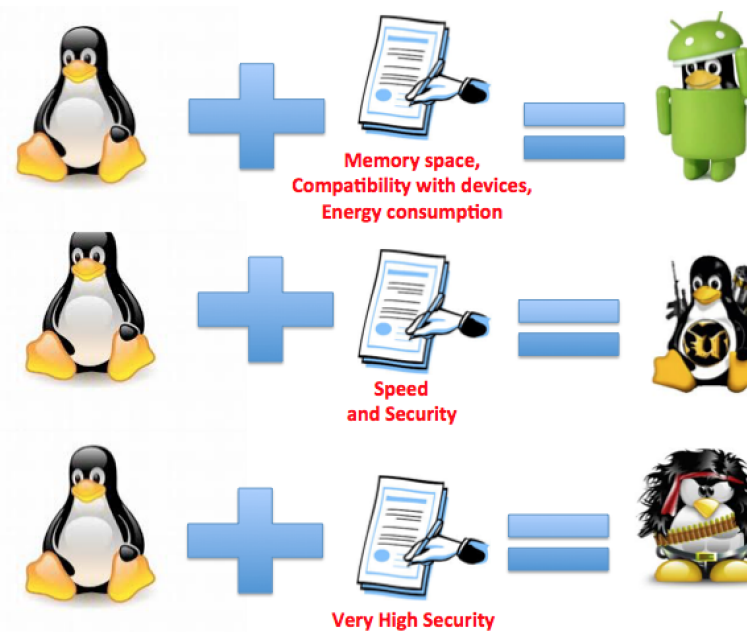 Memory space,
Compatibility with devices,
Energy consumption
Speed
and Security
Very High Security